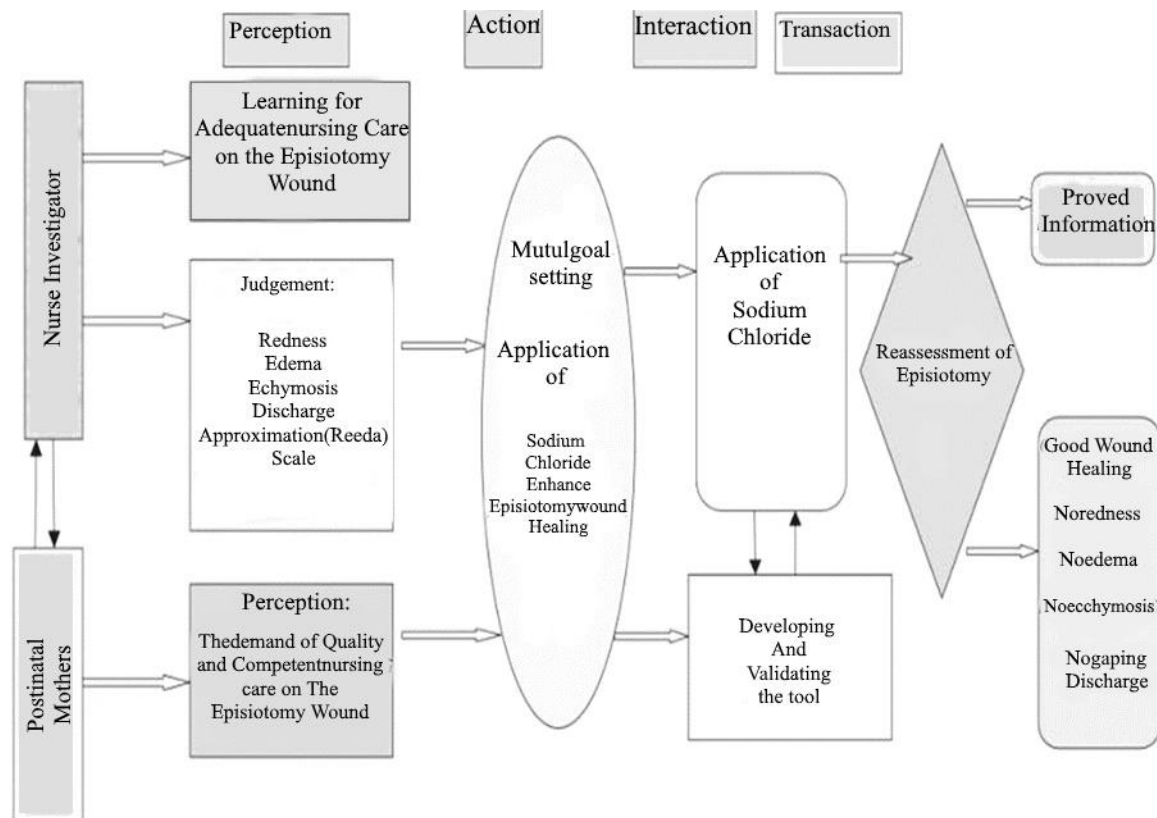 Perception
Action
Interaction
Transaction
Nurse Investigator
Learning for
Adequatenursing Care
on the Episiotomy
Wound
Judgement:
Redness
Edema
Echymosis
Discharge
Approximation(Reeda)
Scale
Mutulgoal
setting
Application
of
Sodium
Chloride
Enhance
Episiotomywound
Healing
Application
of
Sodium
Chloride
Reassessment of
Episiotomy
Proved
Information
Good Wound
Healing
Noredness
Noedema
Noecchymosis
Nogaping
Discharge
Postinatal
Mothers
Perception:
Thedemand of Quality
and Competentnursing
care on The
Episiotomy Wound
Developing
And
Validating
the tool